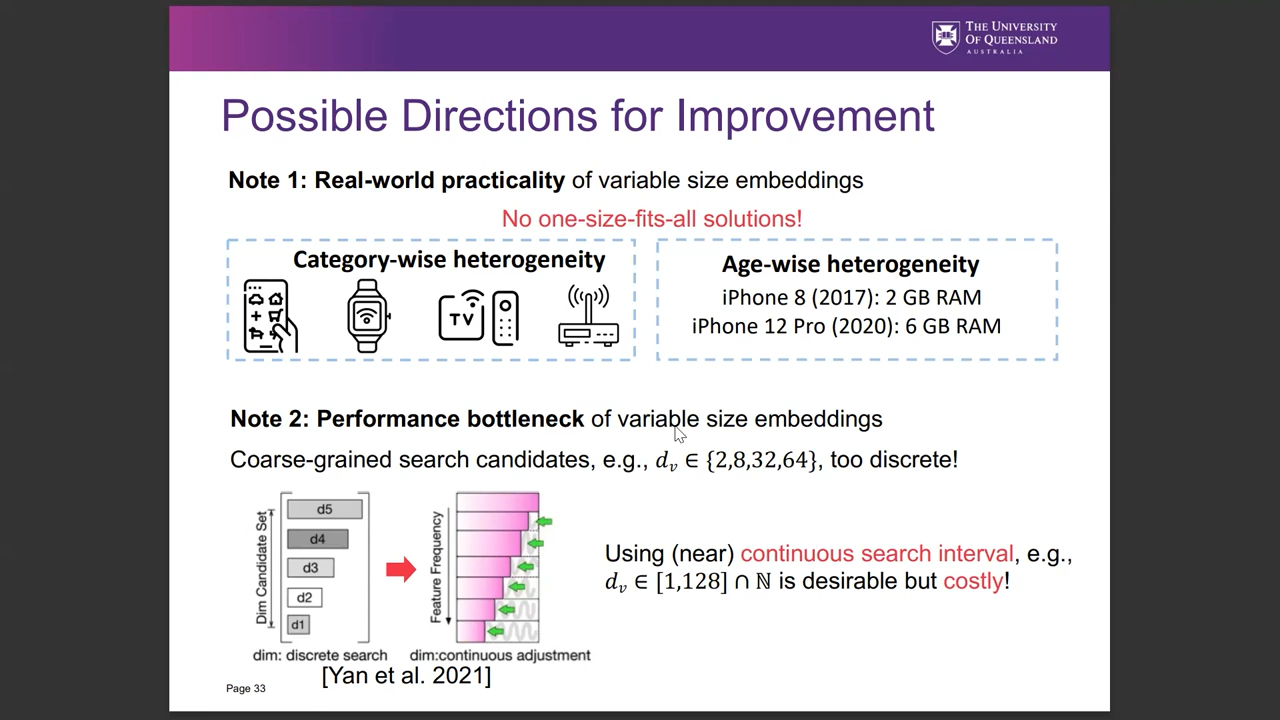 THE UNIVERSITY
OF QUEENSLAND
AUSTRALIA
Possible Directions for Improvement
Note 1: Real-world practicality of variable size embeddings
No one-size-fits-all solutions!
Category-wise heterogeneity
TV
Age-wise heterogeneity
iPhone 8 (2017): 2 GB RAM
iPhone 12 Pro (2020): 6 GB RAM
Note 2: Performance bottleneck of variable size embeddings
Coarse-grained search candidates, e.g., dᵥ ∈ {2,8,32,64}, too discrete!
Dim Candidate Set
d5
d4
d3
d2
d1
dim: discrete search
Feature Frequency
dim:continuous adjustment
[Yan et al. 2021]
Using (near) continuous search interval, e.g.,
dᵥ ∈ [1,128] ∩ ℕ is desirable but costly!
Page 33